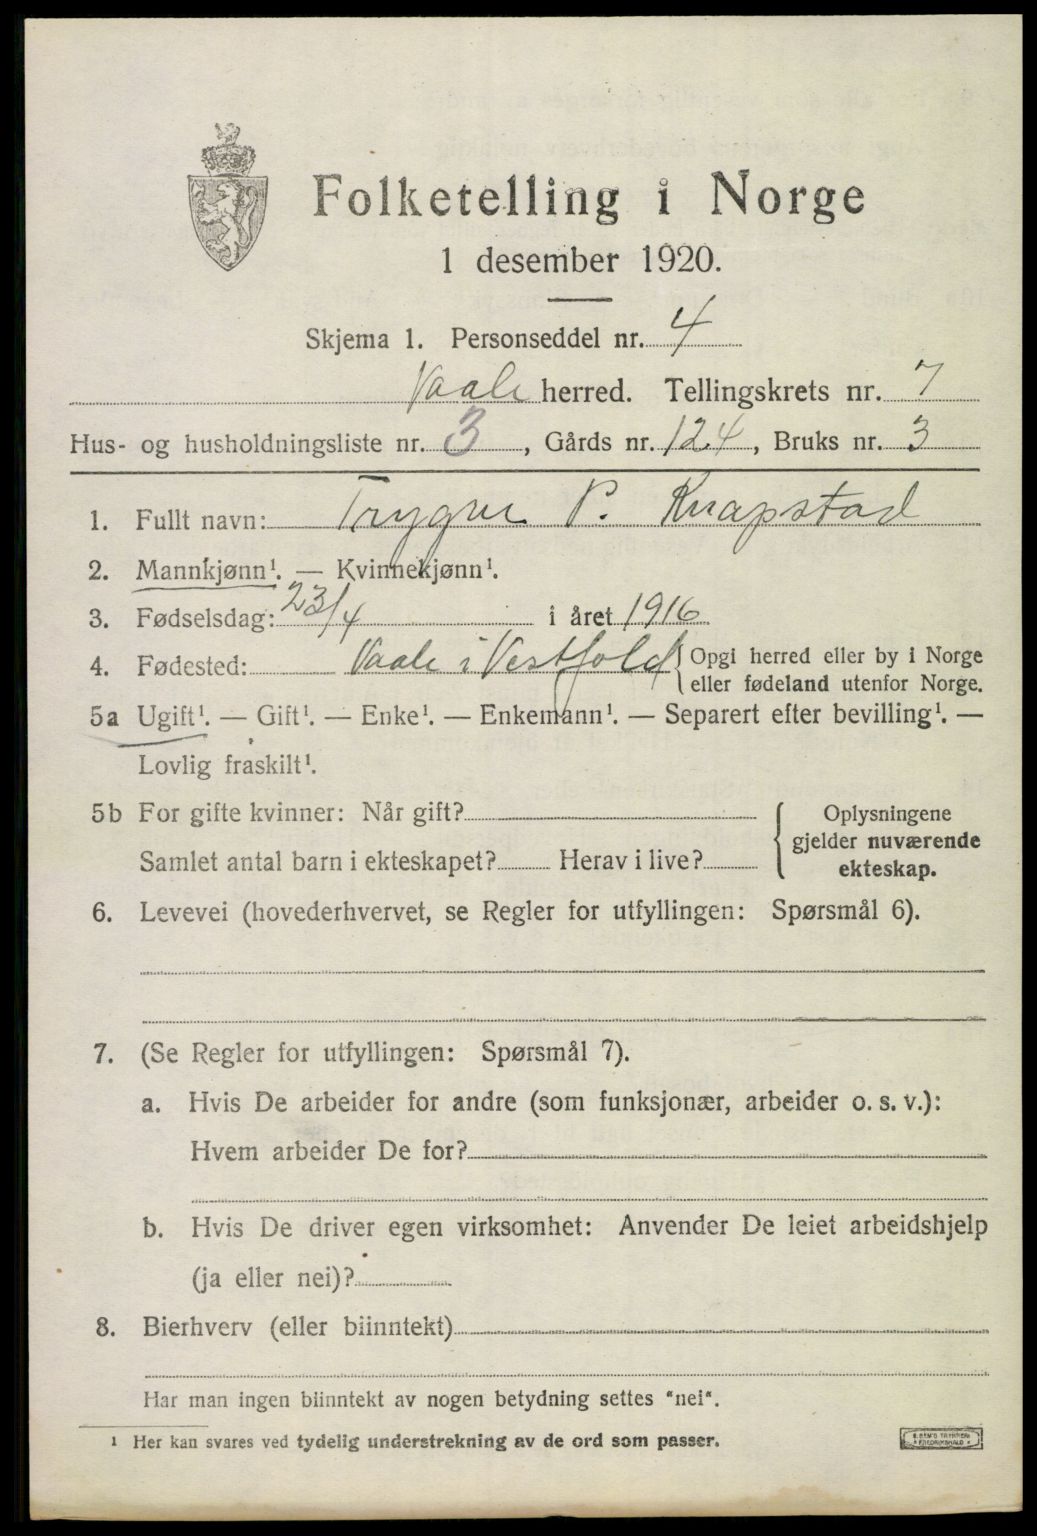 Folketelling i Norge
1 desember 1920.
Skjema 1. Personseddel nr. 4
Vaale herred. Tellingskrets nr. 7
Hus- og husholdningsliste nr. 3, Gårds nr. 124, Bruks nr. 3
1. Fullt navn: Trygve P. Knapstad
2. Mannkjønn¹. — Kvinnekjønn¹.
3. Fødselsdag: 23/4 i året 1916
4. Fødested: Vaale i Vestfold { Opgi herred eller by i Norge
eller fødeland utenfor Norge.
5a Ugift¹. — Gift¹. — Enke¹. — Enkemann¹. — Separert efter bevilling¹. —
Lovlig fraskilt¹.
5b For gifte kvinner: Når gift?
Samlet antal barn i ekteskapet? Herav i live?
{ Oplysningene
gjelder nuværende
ekteskap.
6. Levevei (hovederhvervet, se Regler for utfyllingen: Spørsmål 6).
7. (Se Regler for utfyllingen: Spørsmål 7).
a. Hvis De arbeider for andre (som funksjonær, arbeider o. s. v.):
Hvem arbeider De for?
b. Hvis De driver egen virksomhet: Anvender De leiet arbeidshjelp
(ja eller nei)?
8. Bierhverv (eller biinntekt)
Har man ingen biinntekt av nogen betydning settes "nei".
¹ Her kan svares ved tydelig understrekning av de ord som passer.